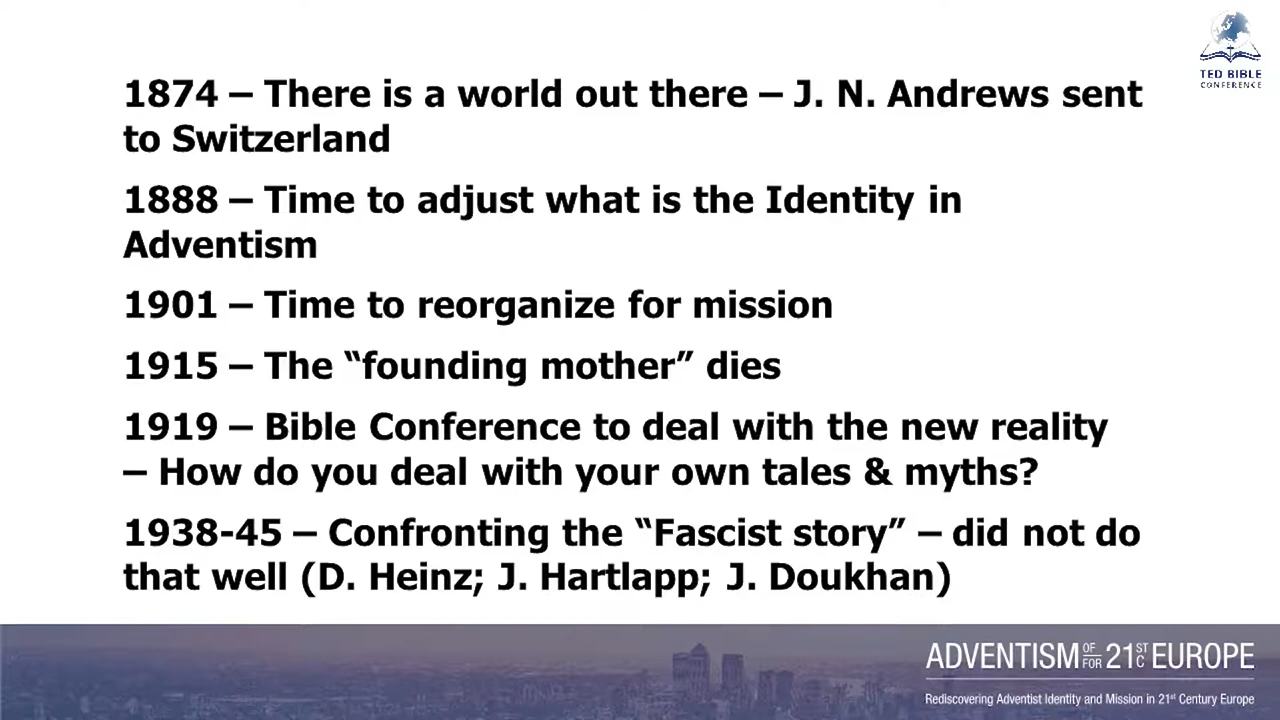 TED BIBLE
CONFERENCE
1874 – There is a world out there – J. N. Andrews sent
to Switzerland
1888 – Time to adjust what is the Identity in
Adventism
1901 – Time to reorganize for mission
1915 – The “founding mother” dies
1919 – Bible Conference to deal with the new reality
– How do you deal with your own tales & myths?
1938-45 – Confronting the “Fascist story” – did not do
that well (D. Heinz; J. Hartlapp; J. Doukhan)
ADVENTISM OF/FOR 21ST C EUROPE
Rediscovering Adventist Identity and Mission in 21st Century Europe